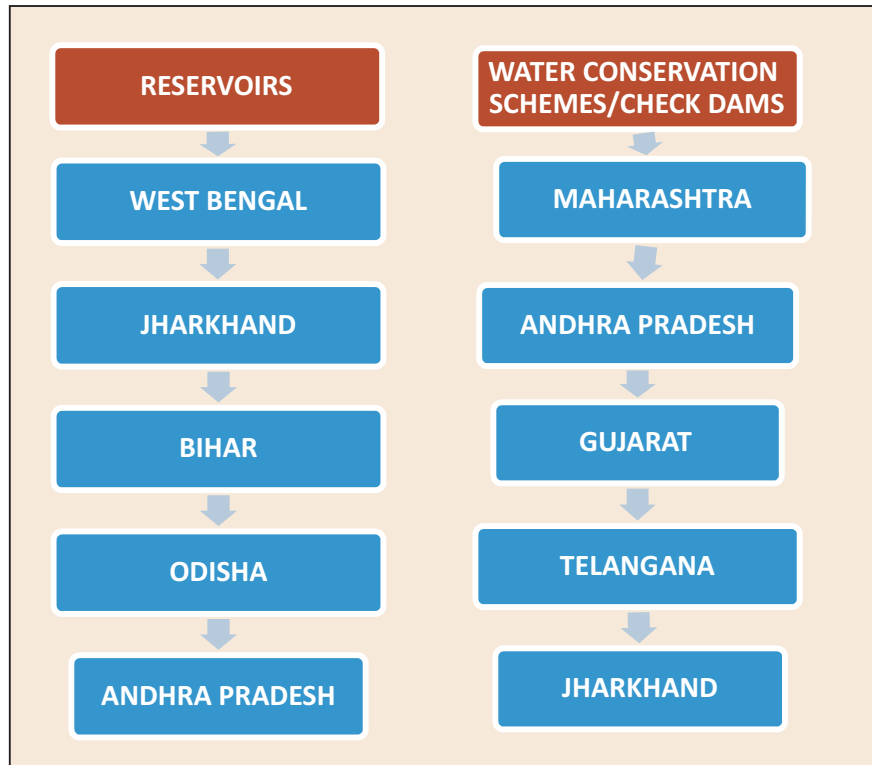 RESERVOIRS
WEST BENGAL
JHARKHAND
BIHAR
ODISHA
ANDHRA PRADESH
WATER CONSERVATION
SCHEMES/CHECK DAMS
MAHARASHTRA
ANDHRA PRADESH
GUJARAT
TELANGANA
JHARKHAND